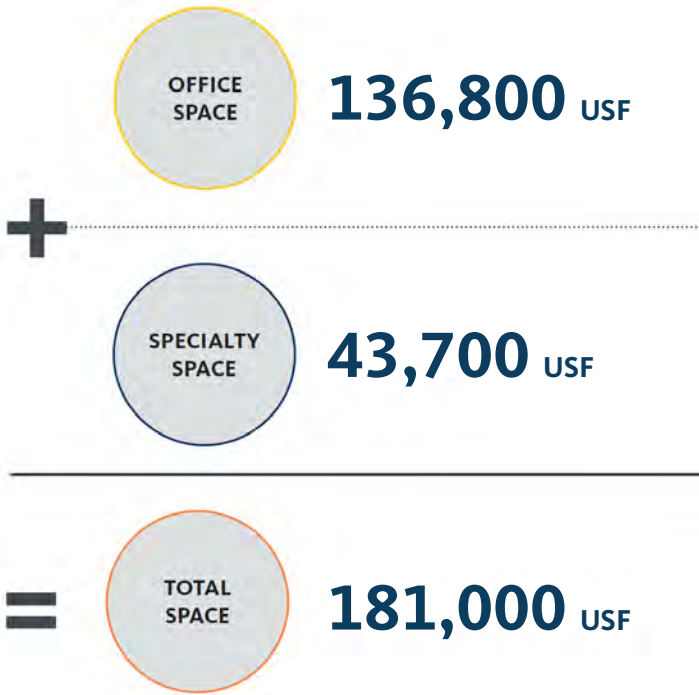 OFFICE
SPACE
136,800 USF
+
SPECIALTY
SPACE
43,700 USF
=
TOTAL
SPACE
181,000 USF